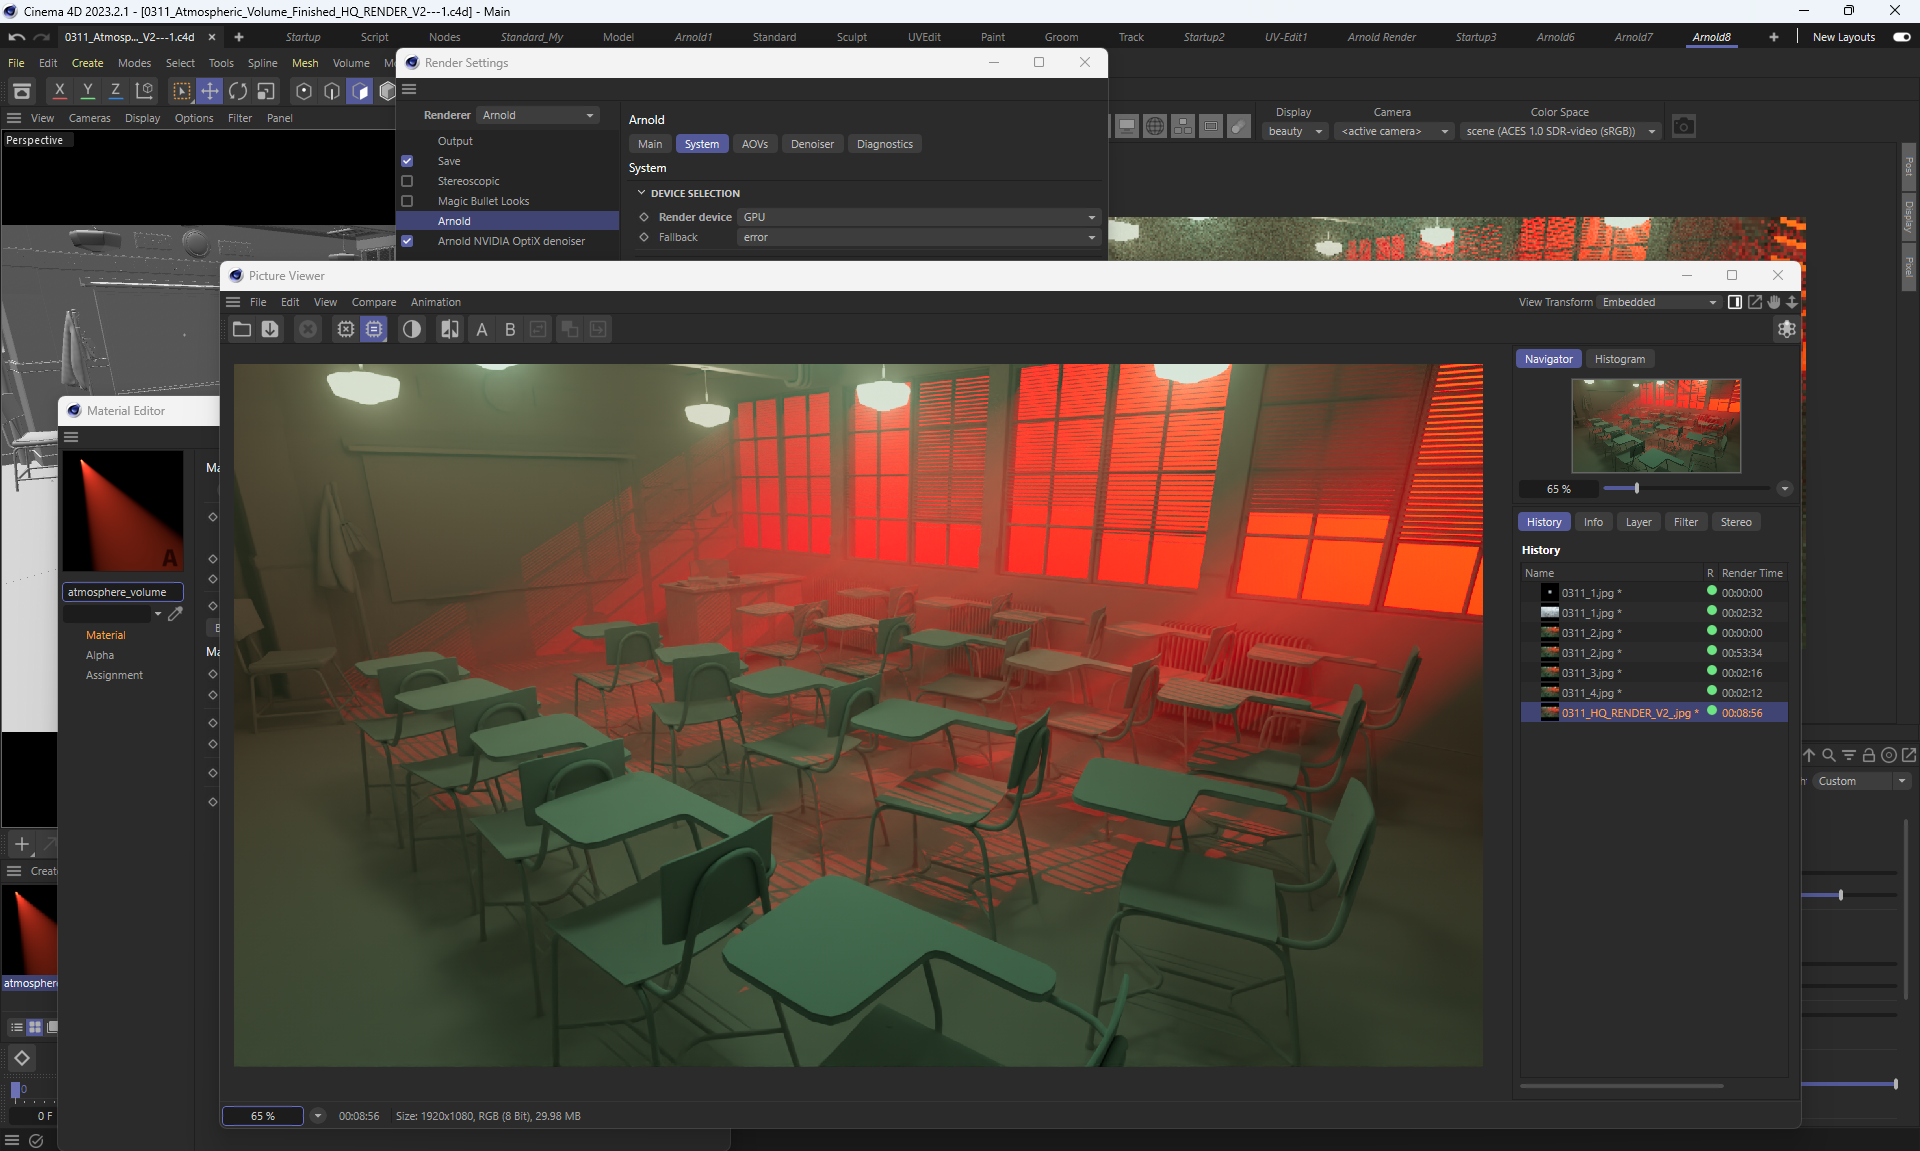 Cinema 4D 2023.2.1 - [0311_Atmospheric_Volume_Finished_HQ_RENDER_V2---1.c4d] - Main
0311_Atmosp..._V2---1.c4d
Startup
Script
Nodes
Standard_My
Model
Arnold1
Standard
Sculpt
UVEdit
Paint
Groom
Track
Startup2
UV-Edit1
Arnold Render
Startup3
Arnold6
Arnold7
Arnold8
New Layouts
File
Edit
Create
Modes
Select
Tools
Spline
Mesh
Volume
Render Settings
X
Y
Z
View
Cameras
Display
Options
Filter
Panel
Perspective
Renderer
Arnold
Output
Save
Stereoscopic
Magic Bullet Looks
Arnold
Arnold NVIDIA OptiX denoiser
Arnold
Main
System
AOVs
Denoiser
Diagnostics
System
DEVICE SELECTION
Render device
GPU
Fallback
error
Display
Camera
Color Space
beauty
<active camera>
scene (ACES 1.0 SDR-video (sRGB))
Post
Display
Pixel
Picture Viewer
File
Edit
View
Compare
Animation
View Transform
Embedded
A
B
Navigator
Histogram
65 %
History
Info
Layer
Filter
Stereo
History
Name
R
Render Time
0311_1.jpg *
00:00:00
0311_1.jpg *
00:02:32
0311_2.jpg *
00:00:00
0311_2.jpg *
00:53:34
0311_3.jpg *
00:02:16
0311_4.jpg *
00:02:12
0311_HQ_RENDER_V2_.jpg *
00:08:56
Material Editor
A
atmosphere_volume
Material
Alpha
Assignment
Custom
0
0 F
65 %
00:08:56
Size: 1920x1080, RGB (8 Bit), 29.98 MB